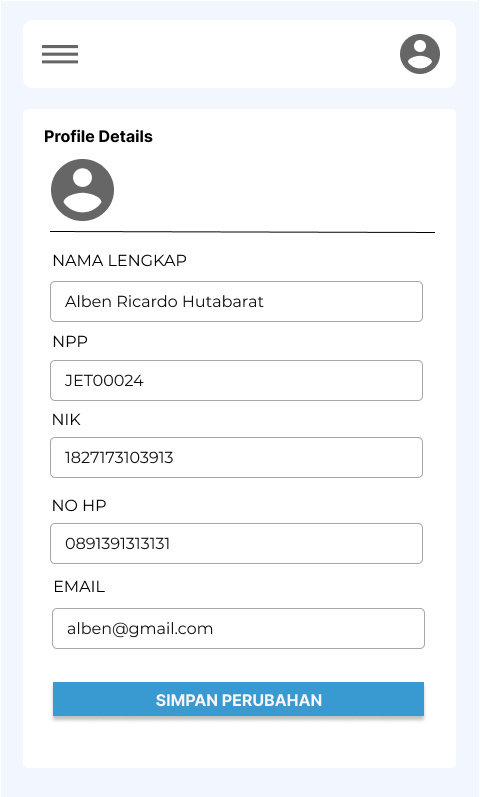 Profile Details
NAMA LENGKAP
Alben Ricardo Hutabarat
NPP
JET00024
NIK
1827173103913
NO HP
0891391313131
EMAIL
alben@gmail.com
SIMPAN PERUBAHAN